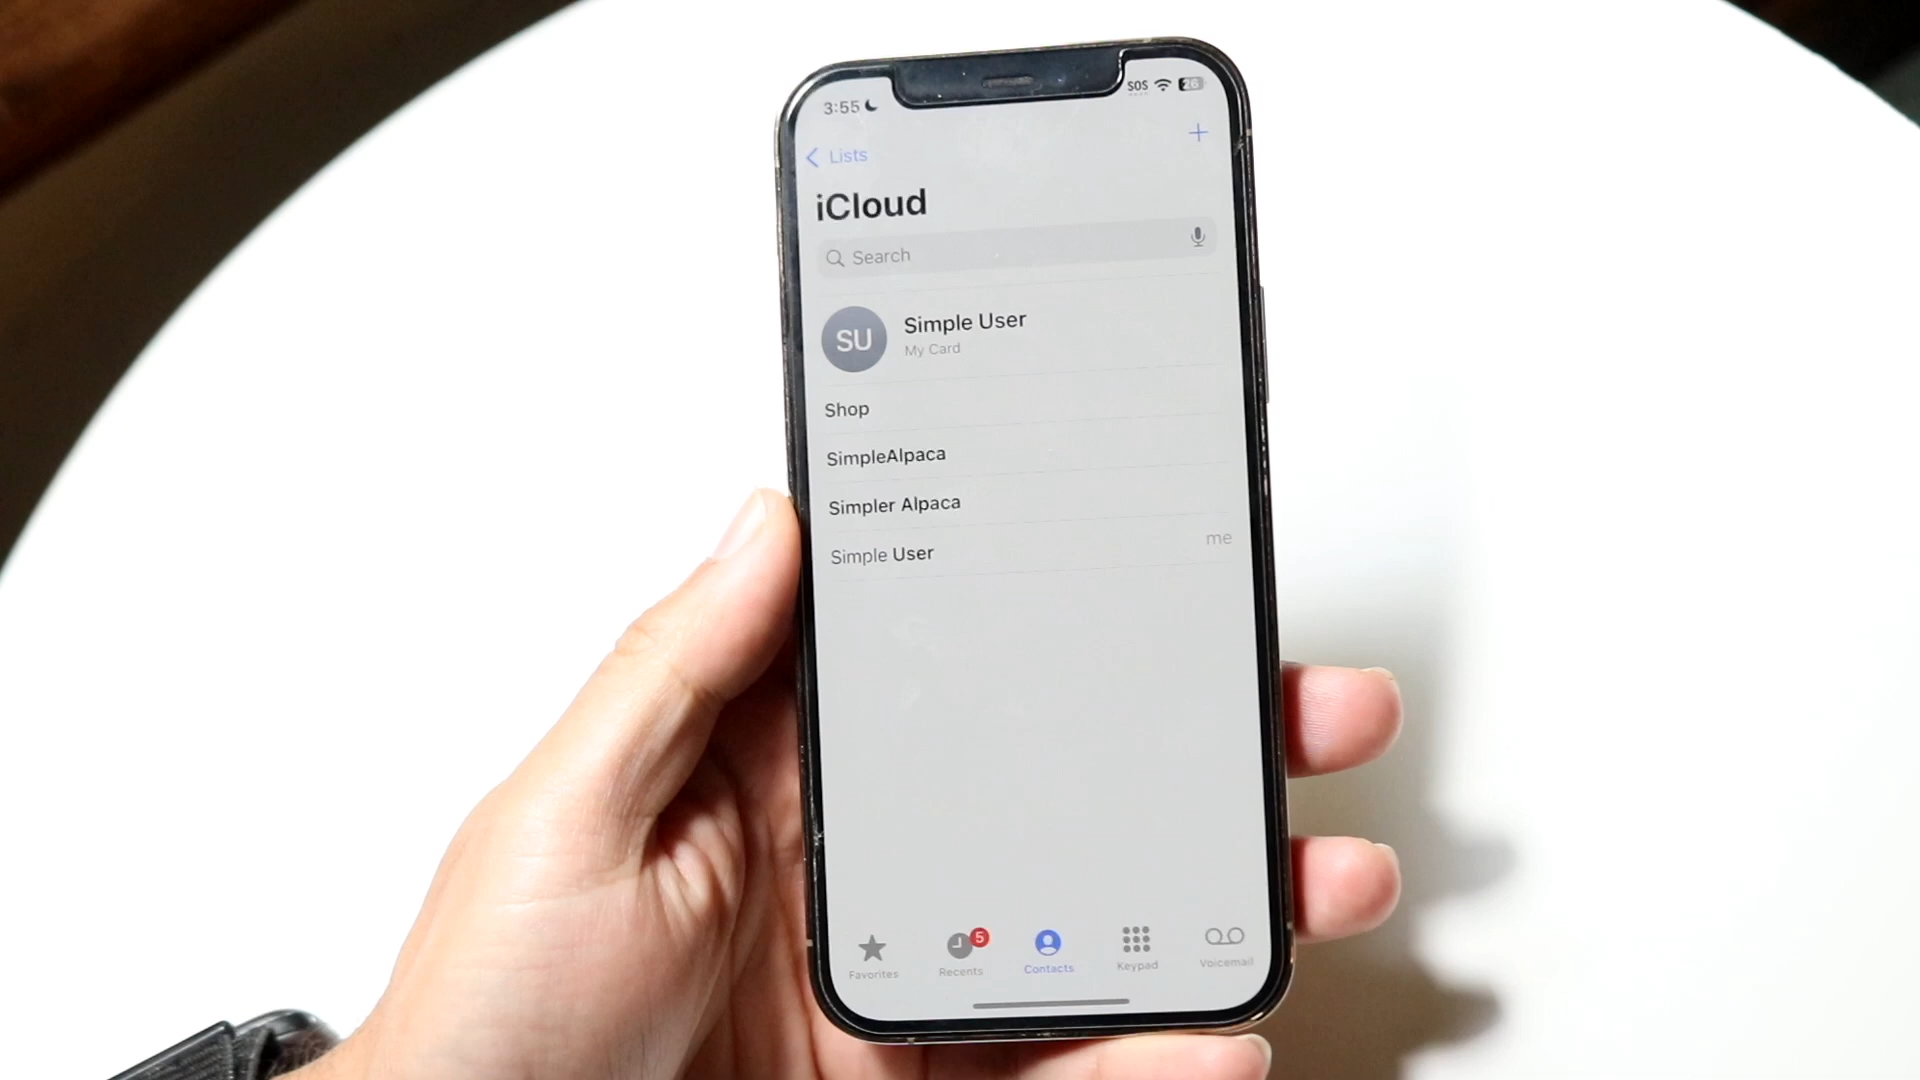 3:55 SOS 26
Lists
iCloud
Search
SU Simple User
My Card
Shop
SimpleAlpaca
Simpler Alpaca
Simple User me
5
Favorites Recents Contacts Keypad Voicemail